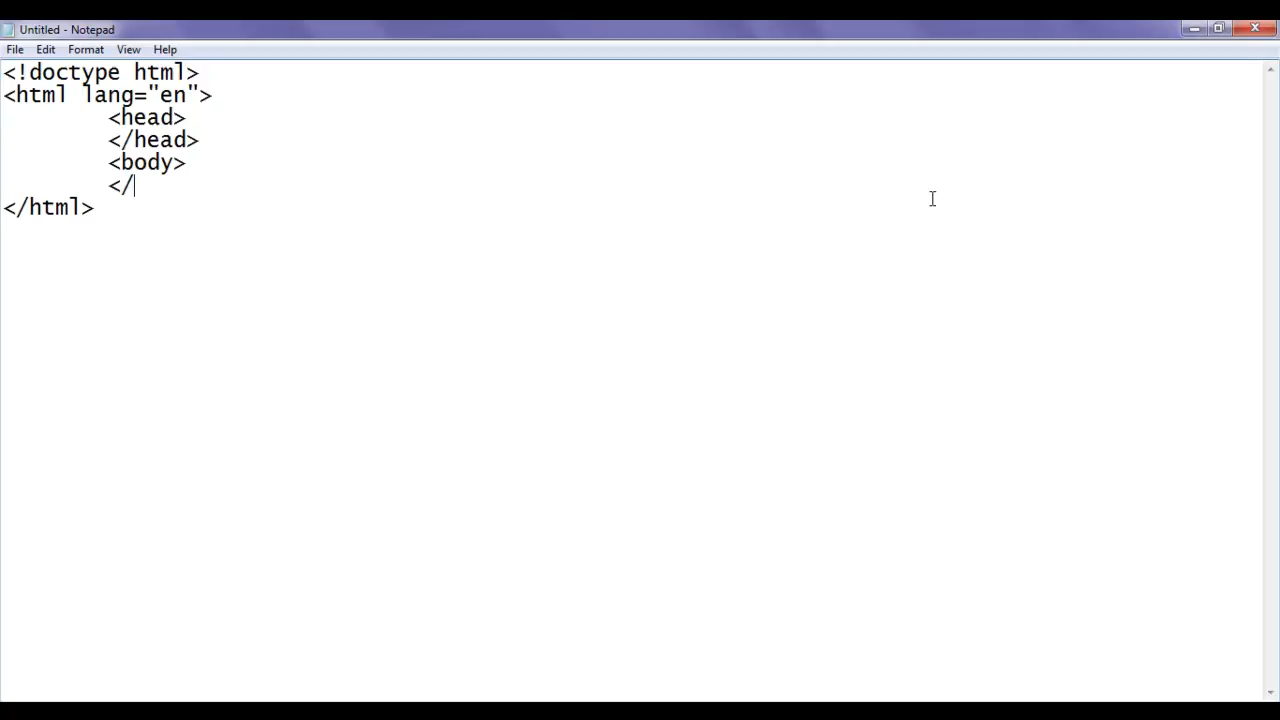 Untitled - Notepad
File Edit Format View Help
<!doctype html>
<html lang="en">
<head>
</head>
<body>
</
</html>